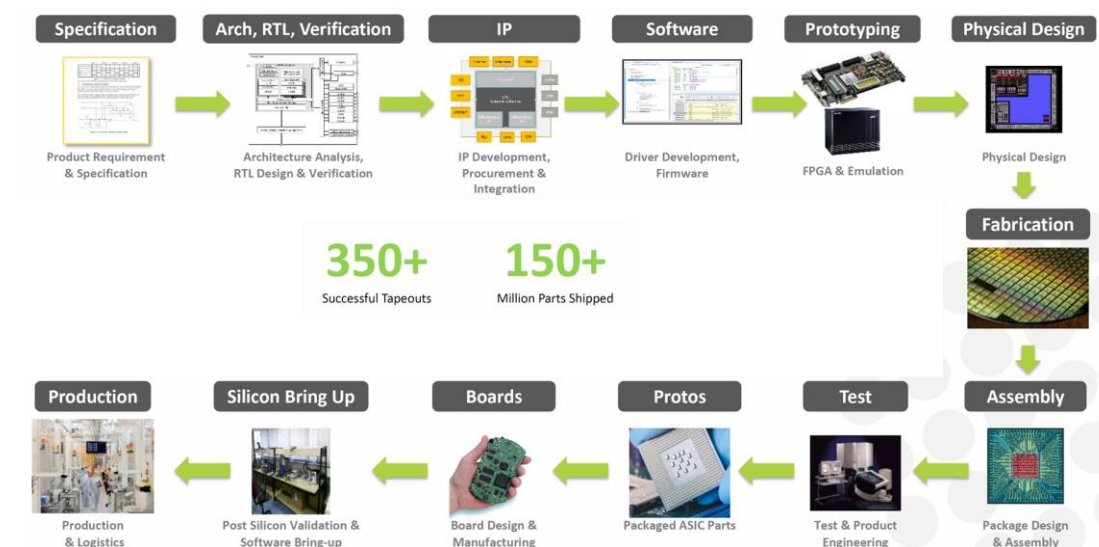 Specification
Arch, RTL, Verification
IP
Software
Prototyping
Physical Design
Product Requirement
& Specification
Architecture Analysis,
RTL Design & Verification
IP Development,
Procurement &
Integration
Driver Development,
Firmware
FPGA & Emulation
Physical Design
Fabrication
350+
Successful Tapeouts
150+
Million Parts Shipped
Production
Silicon Bring Up
Boards
Protos
Test
Assembly
Production
& Logistics
Post Silicon Validation &
Software Bring-up
Board Design &
Manufacturing
Packaged ASIC Parts
Test & Product
Engineering
Package Design
& Assembly